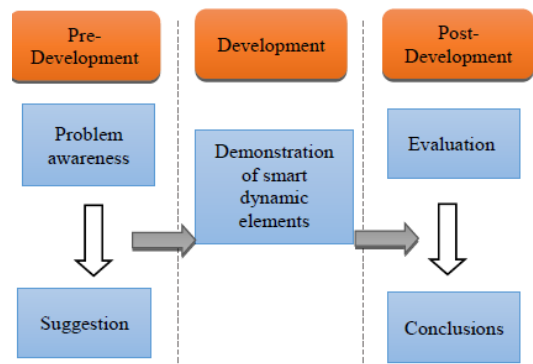 Pre-
Development
Development
Post-
Development
Problem
awareness
Demonstration
of smart
dynamic
elements
Evaluation
Suggestion
Conclusions